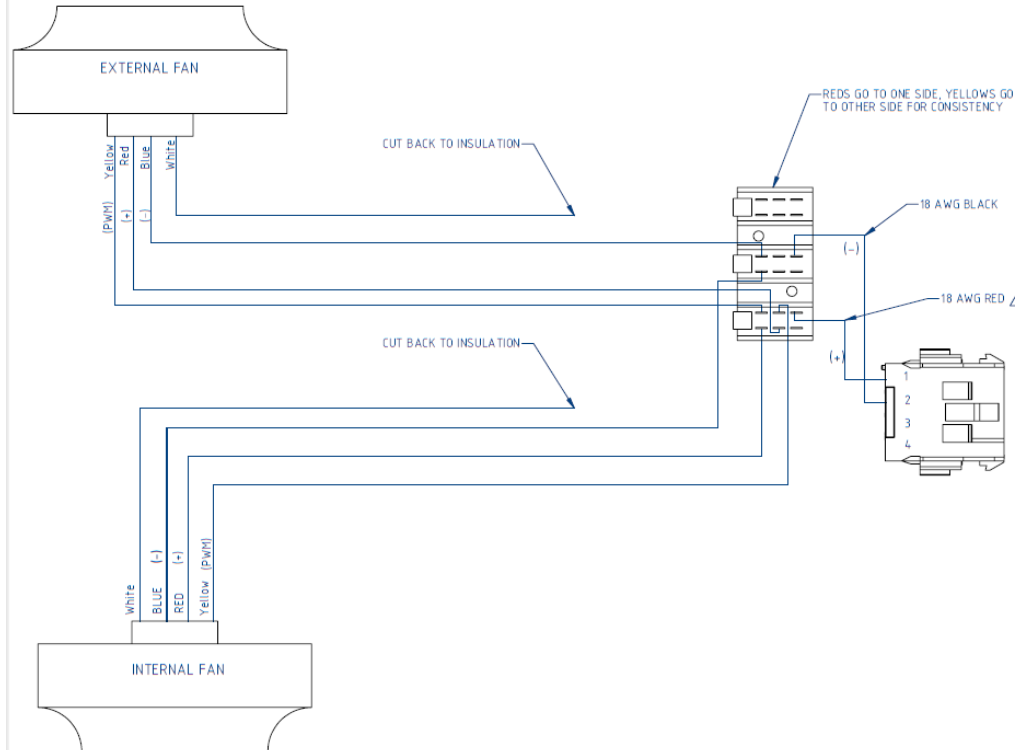 EXTERNAL FAN
Yellow
Red
Blue
White
(PWM)
(+)
(-)
CUT BACK TO INSULATION
REDS GO TO ONE SIDE, YELLOWS GO
TO OTHER SIDE FOR CONSISTENCY
18 AWG BLACK
(-)
18 AWG RED
(+)
1
2
3
4
CUT BACK TO INSULATION
White
BLUE (-)
RED (+)
Yellow (PWM)
INTERNAL FAN